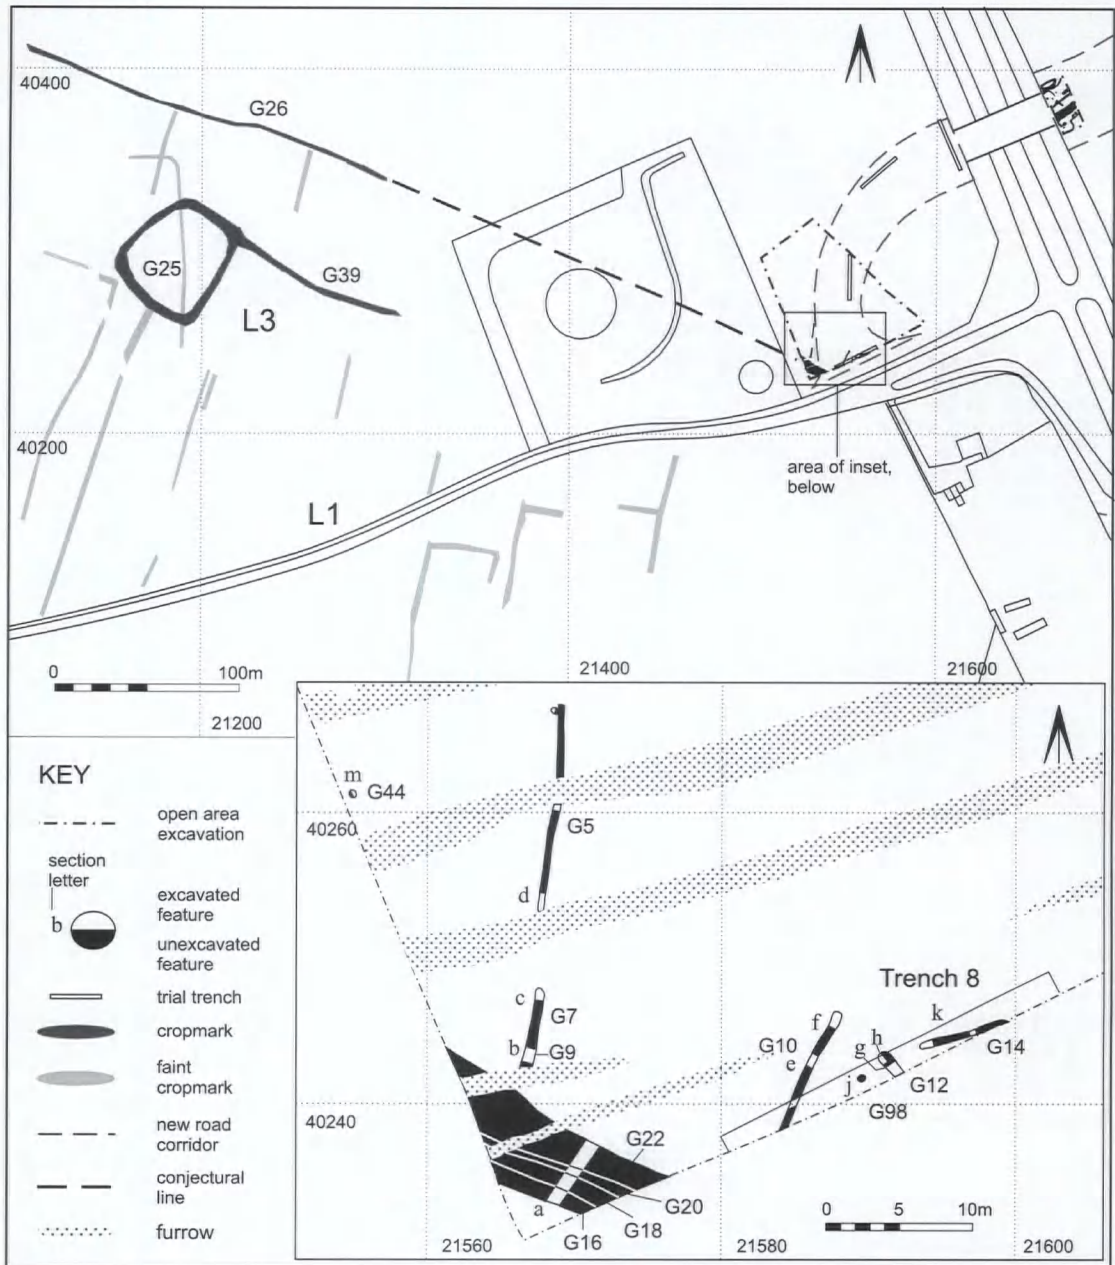 40400
G26
G25
G39
L3
40200
area of inset,
below
L1
0 100m
21400
21600
21200
KEY
open area
excavation
section
letter
b
excavated
feature
unexcavated
feature
trial trench
cropmark
faint
cropmark
new road
corridor
conjectural
line
furrow
m
G44
40260
G5
d
Trench 8
c
G7
b
G9
f
G10
e
g
h
k
G14
j
G12
G98
40240
G22
G20
a
G18
G16
0 5 10m
21560
21580
21600